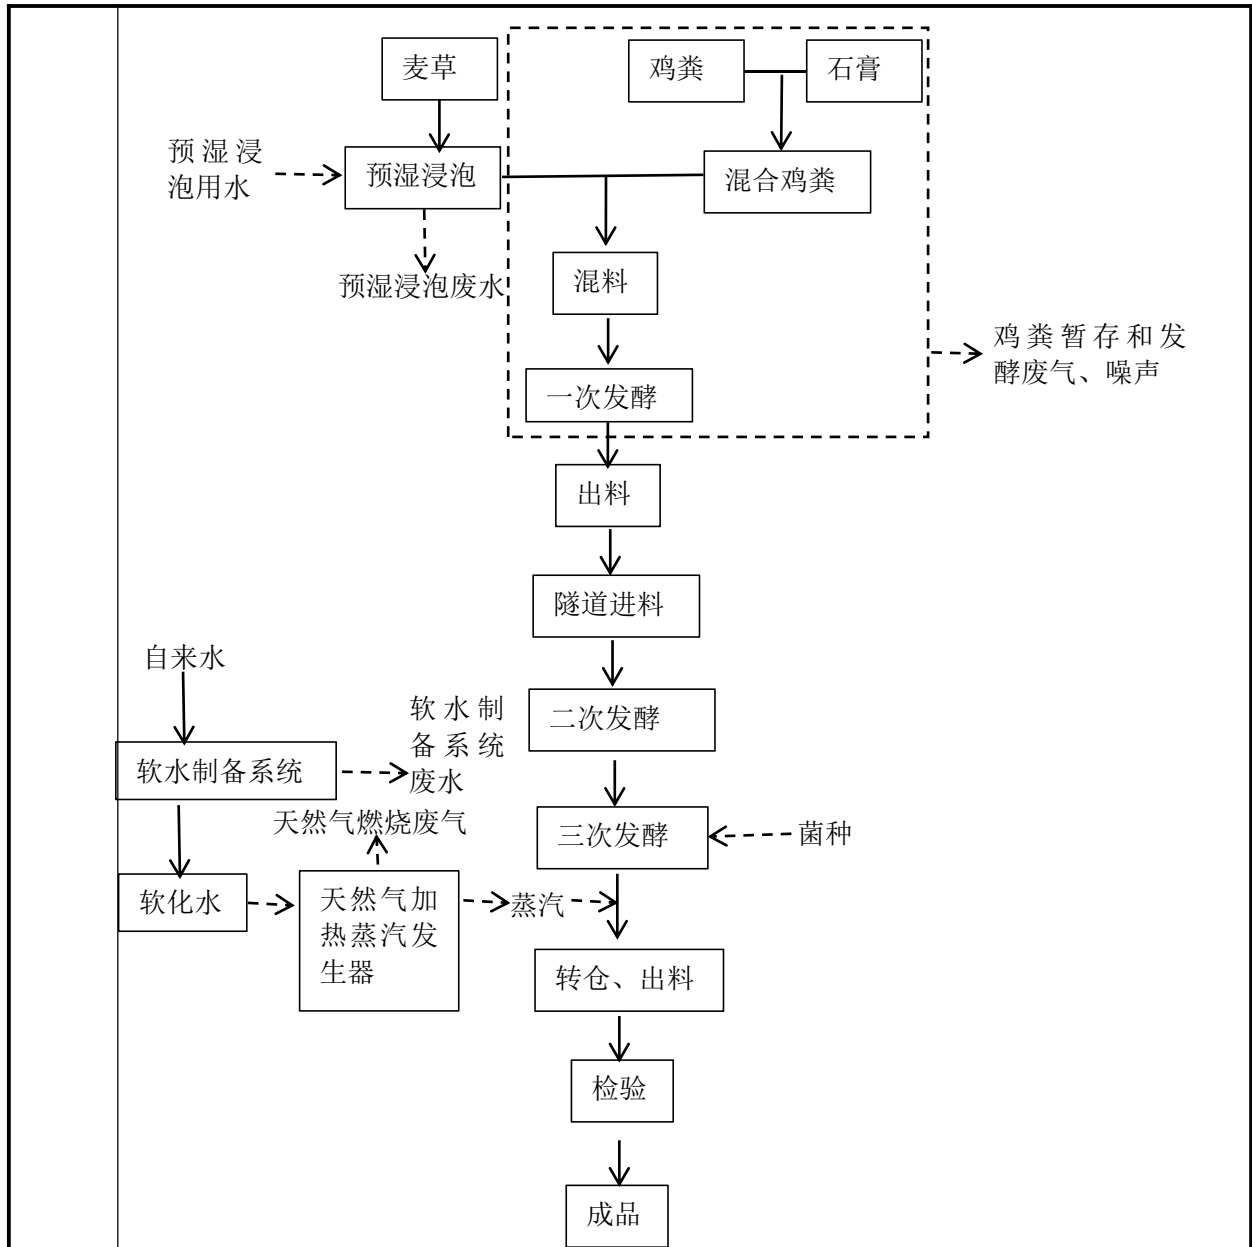 麦草
鸡粪
石膏
预湿浸
泡用水
预湿浸泡
混合鸡粪
预湿浸泡废水
混料
鸡粪暂存和发
酵废气、噪声
一次发酵
出料
隧道进料
自来水
软水制
备系统
废水
二次发酵
软水制备系统
天然气燃烧废气
三次发酵
菌种
软化水
天然气加
热蒸汽发
生器
蒸汽
转仓、出料
检验
成品